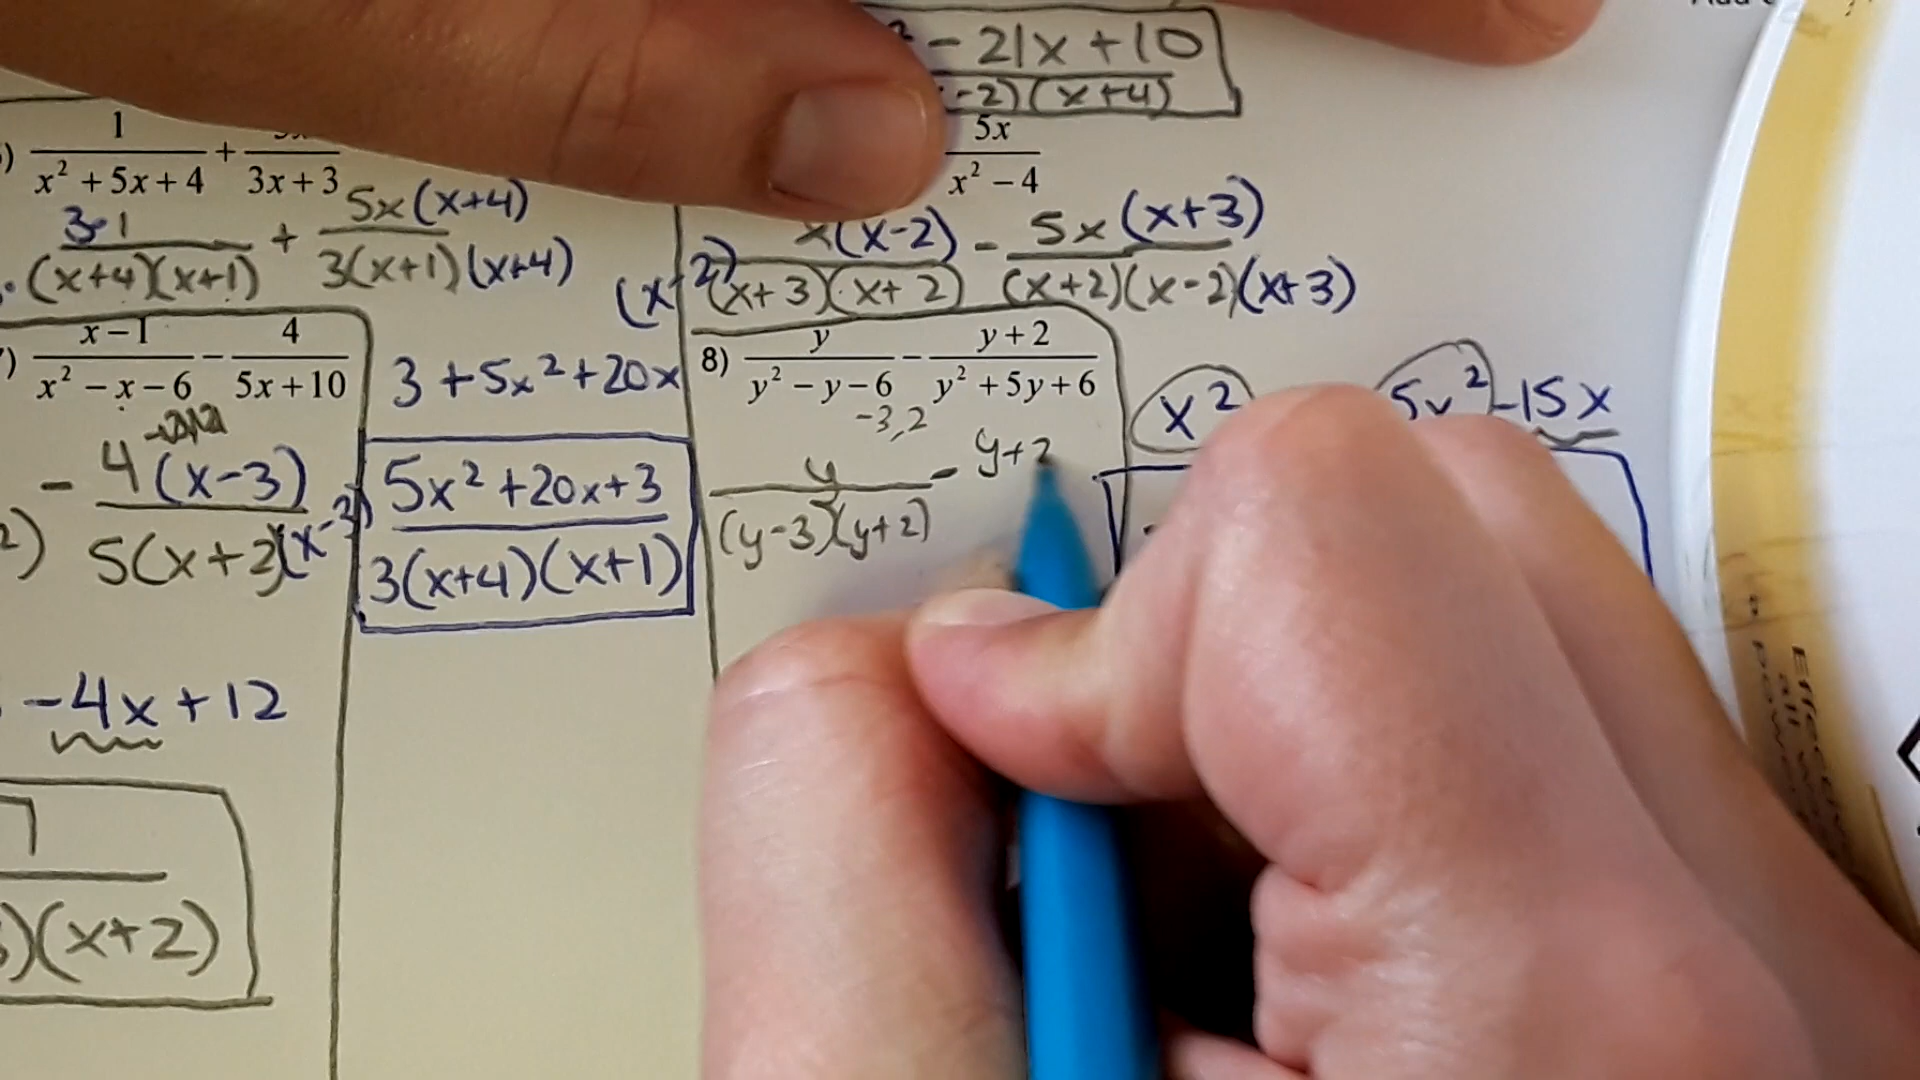 - 21x + 10
-2)(x+4)
1
x² + 5x + 4 + 3x + 3
3·1 + 5x(x+4)
(x+4)(x+1) 3(x+1)(x+4)
5x
x² − 4
x(x-2) - 5x(x+3)
(x-2)(x+3)(x+2) (x+2)(x-2)(x+3)
x − 1 − 4
x² − x − 6 5x + 10
- 4(x-3)
2) 5(x+2)(x-3)
-4x + 12
7
)(x+2)
3 + 5x² + 20x
5x² + 20x + 3
3(x+4)(x+1)
8) y − y + 2
y² − y − 6 y² + 5y + 6
-3,2
y - y+2
(y-3)(y+2)
x² 5x² -15x